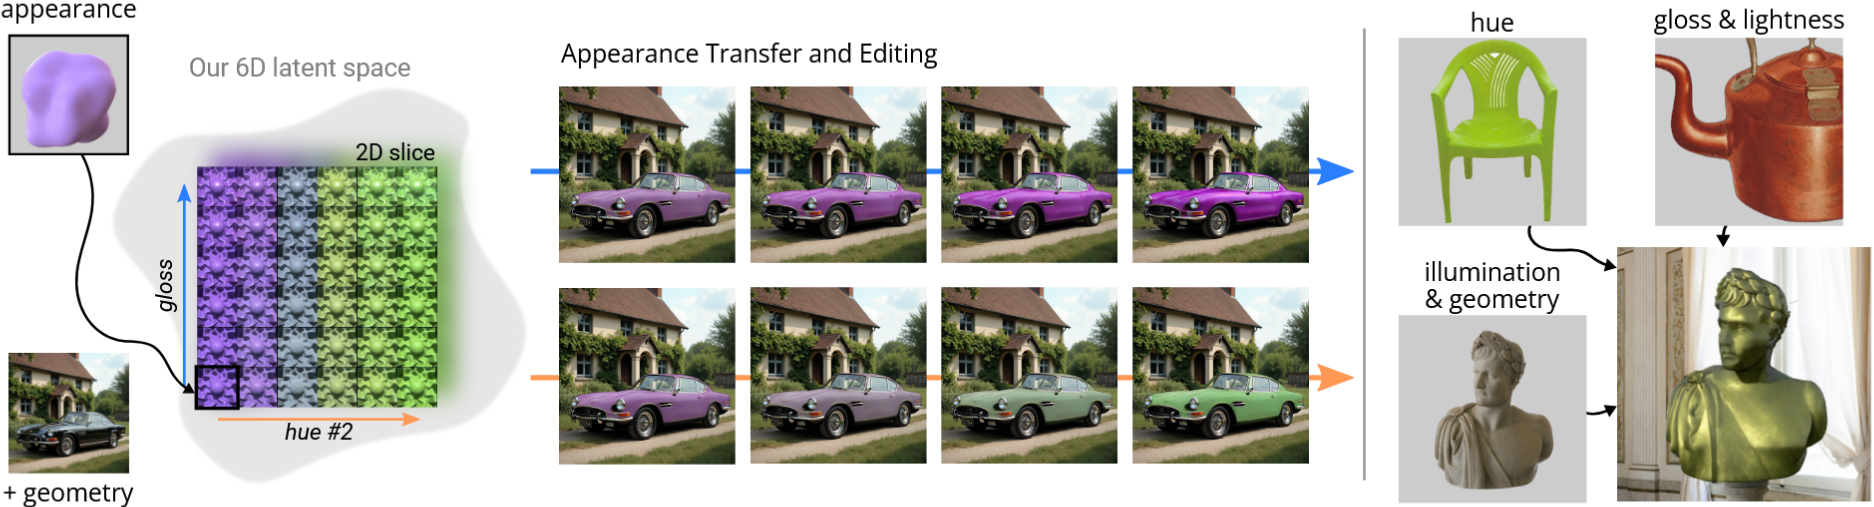 appearance
Our 6D latent space
2D slice
gloss
hue #2
+ geometry
Appearance Transfer and Editing
hue
gloss & lightness
illumination
& geometry